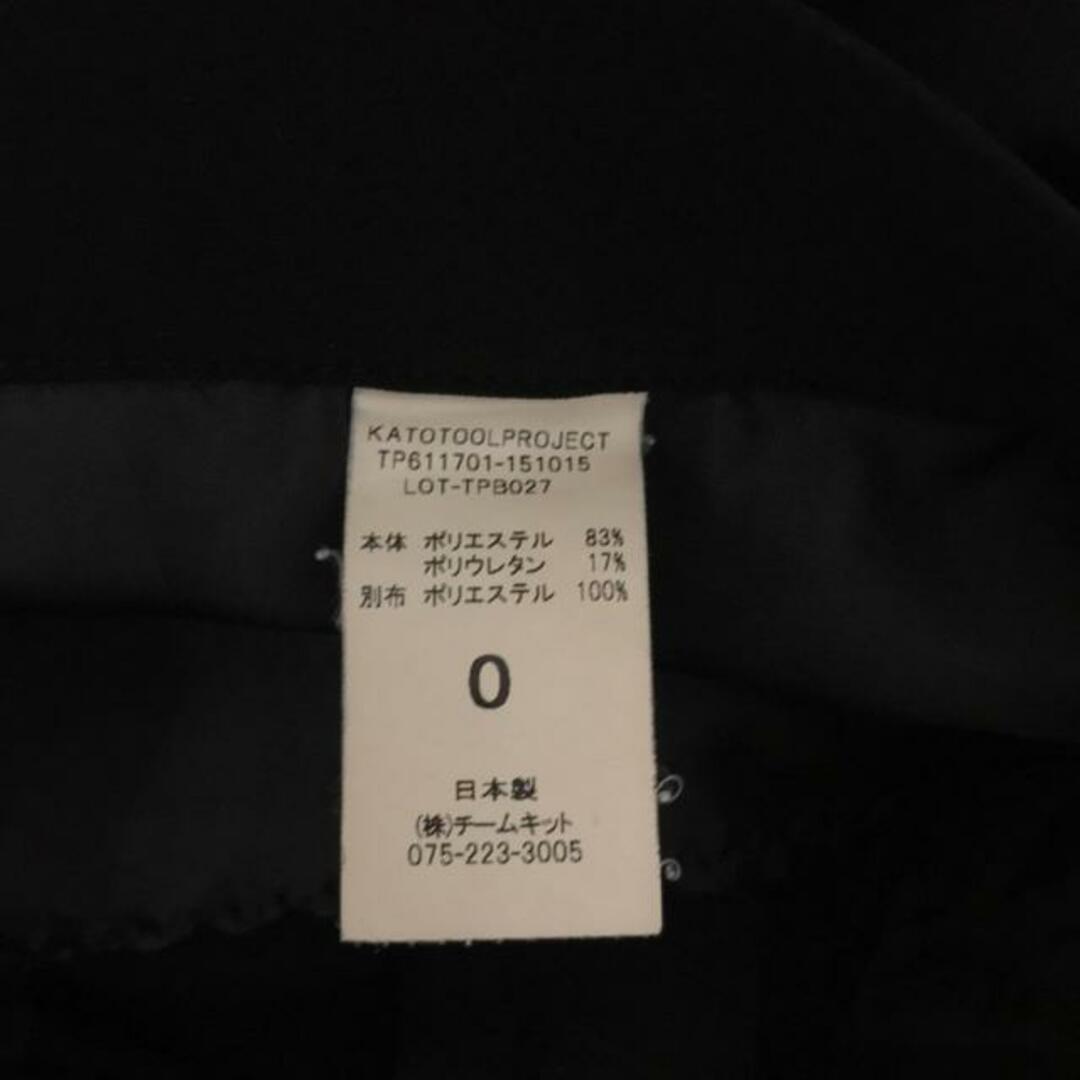 KATOTOOLPROJECT
TP611701-151015
LOT-TPB027
本体 ポリエステル 83%
ポリウレタン 17%
別布 ポリエステル 100%
0
日本製
(株)チームキット
075-223-3005